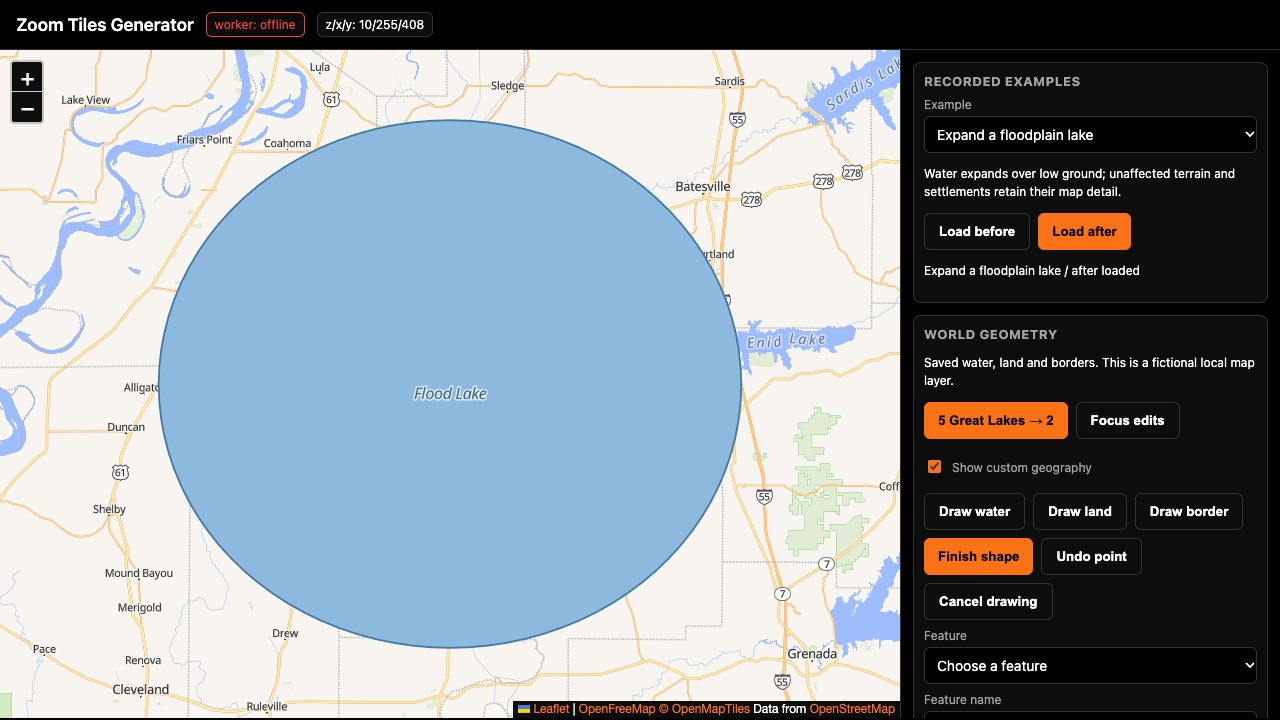 Zoom Tiles Generator
worker: offline
z/x/y: 10/255/408
+
−
Lula
Lake View
61
Sledge
Sardis
Sardis Lak
Friars Point
Coahoma
55
278
278
Batesville
278
rtland
Enid Lake
Alligato
Flood Lake
Duncan
61
55
Coff
Shelby
Mound Bayou
7
7
Merigold
Drew
Pace
Renova
Grenada
Cleveland
55
Ruleville
Leaflet | OpenFreeMap © OpenMapTiles Data from OpenStreetMap
RECORDED EXAMPLES
Example
Expand a floodplain lake
Water expands over low ground; unaffected terrain and
settlements retain their map detail.
Load before
Load after
Expand a floodplain lake / after loaded
WORLD GEOMETRY
Saved water, land and borders. This is a fictional local map
layer.
5 Great Lakes → 2
Focus edits
Show custom geography
Draw water
Draw land
Draw border
Finish shape
Undo point
Cancel drawing
Feature
Choose a feature
Feature name